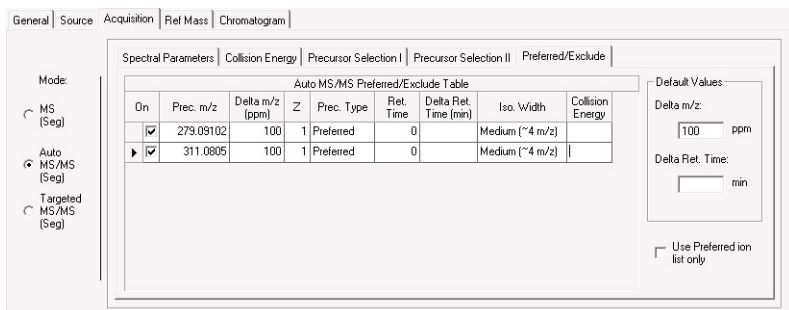 General Source Acquisition Ref Mass Chromatogram
Spectral Parameters Collision Energy Precursor Selection I Precursor Selection II Preferred/Exclude
Mode:
MS
(Seg)
Auto
MS/MS
(Seg)
Targeted
MS/MS
(Seg)
Auto MS/MS Preferred/Exclude Table
On Prec. m/z Delta m/z (ppm) Z Prec. Type Ret. Time Delta Ret. Time (min) Iso. Width Collision Energy
279.09102 100 1 Preferred 0 Medium (~4 m/z)
311.0805 100 1 Preferred 0 Medium (~4 m/z)
Default Values
Delta m/z:
100 ppm
Delta Ret. Time:
min
Use Preferred ion
list only